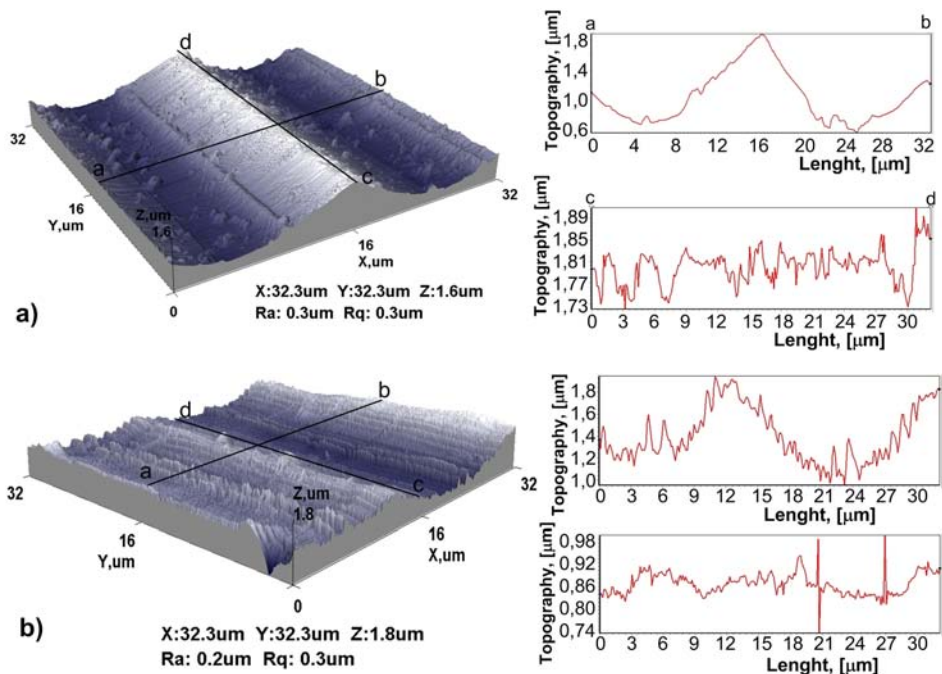 d
b
a
c
32
16
Y,um
Z,um
1.6
0
16
X,um
32
X:32.3um Y:32.3um Z:1.6um
Ra: 0.3um Rq: 0.3um
a)
a
b
Topography, [µm]
1,8
1,4
1,0
0,6
0 4 8 12 16 20 24 28 32
Lenght, [µm]
c
d
Topography, [µm]
1,89
1,85
1,81
1,77
1,73
0 3 6 9 12 15 18 21 24 27 30
Lenght, [µm]
d
b
a
c
32
16
Y,um
Z,um
1.8
0
16
X,um
32
X:32.3um Y:32.3um Z:1.8um
Ra: 0.2um Rq: 0.3um
b)
Topography, [µm]
1,8
1,6
1,4
1,2
1,0
0 3 6 9 12 15 18 21 24 27 30
Lenght, [µm]
Topography, [µm]
0,98
0,92
0,86
0,80
0,74
0 3 6 9 12 15 18 21 24 27 30
Lenght, [µm]